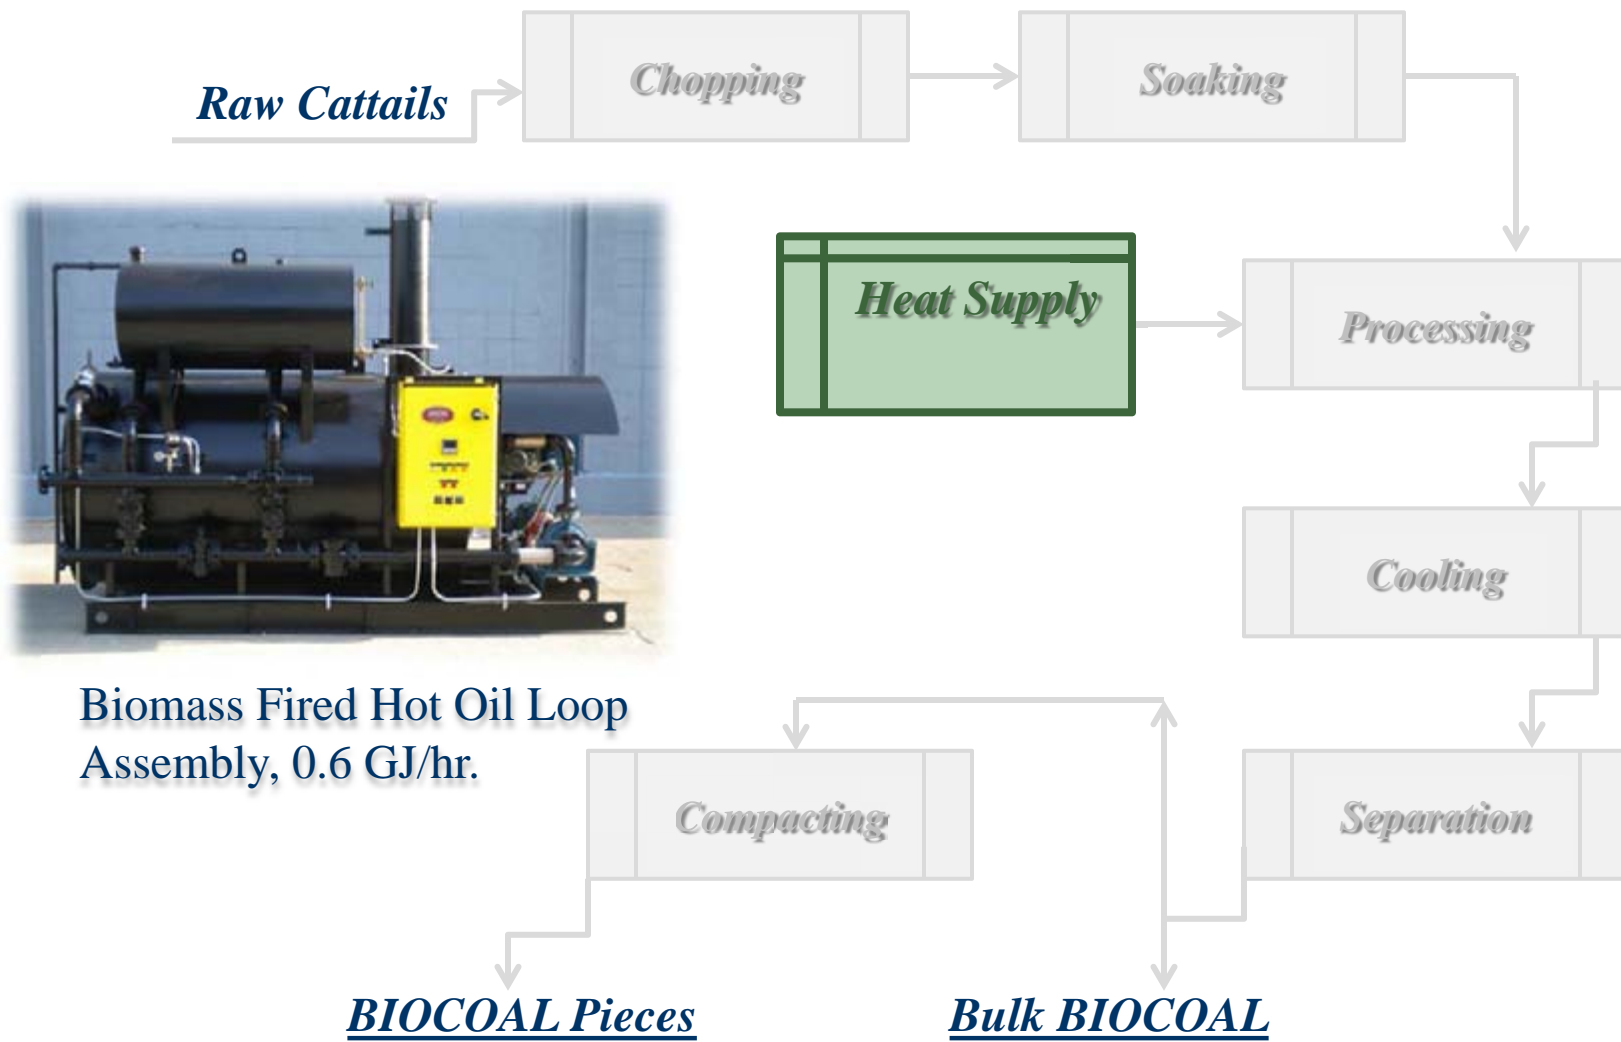 Raw Cattails
Chopping
Soaking
Heat Supply
Processing
Cooling
Biomass Fired Hot Oil Loop
Assembly, 0.6 GJ/hr.
Compacting
Separation
BIOCOAL Pieces
Bulk BIOCOAL